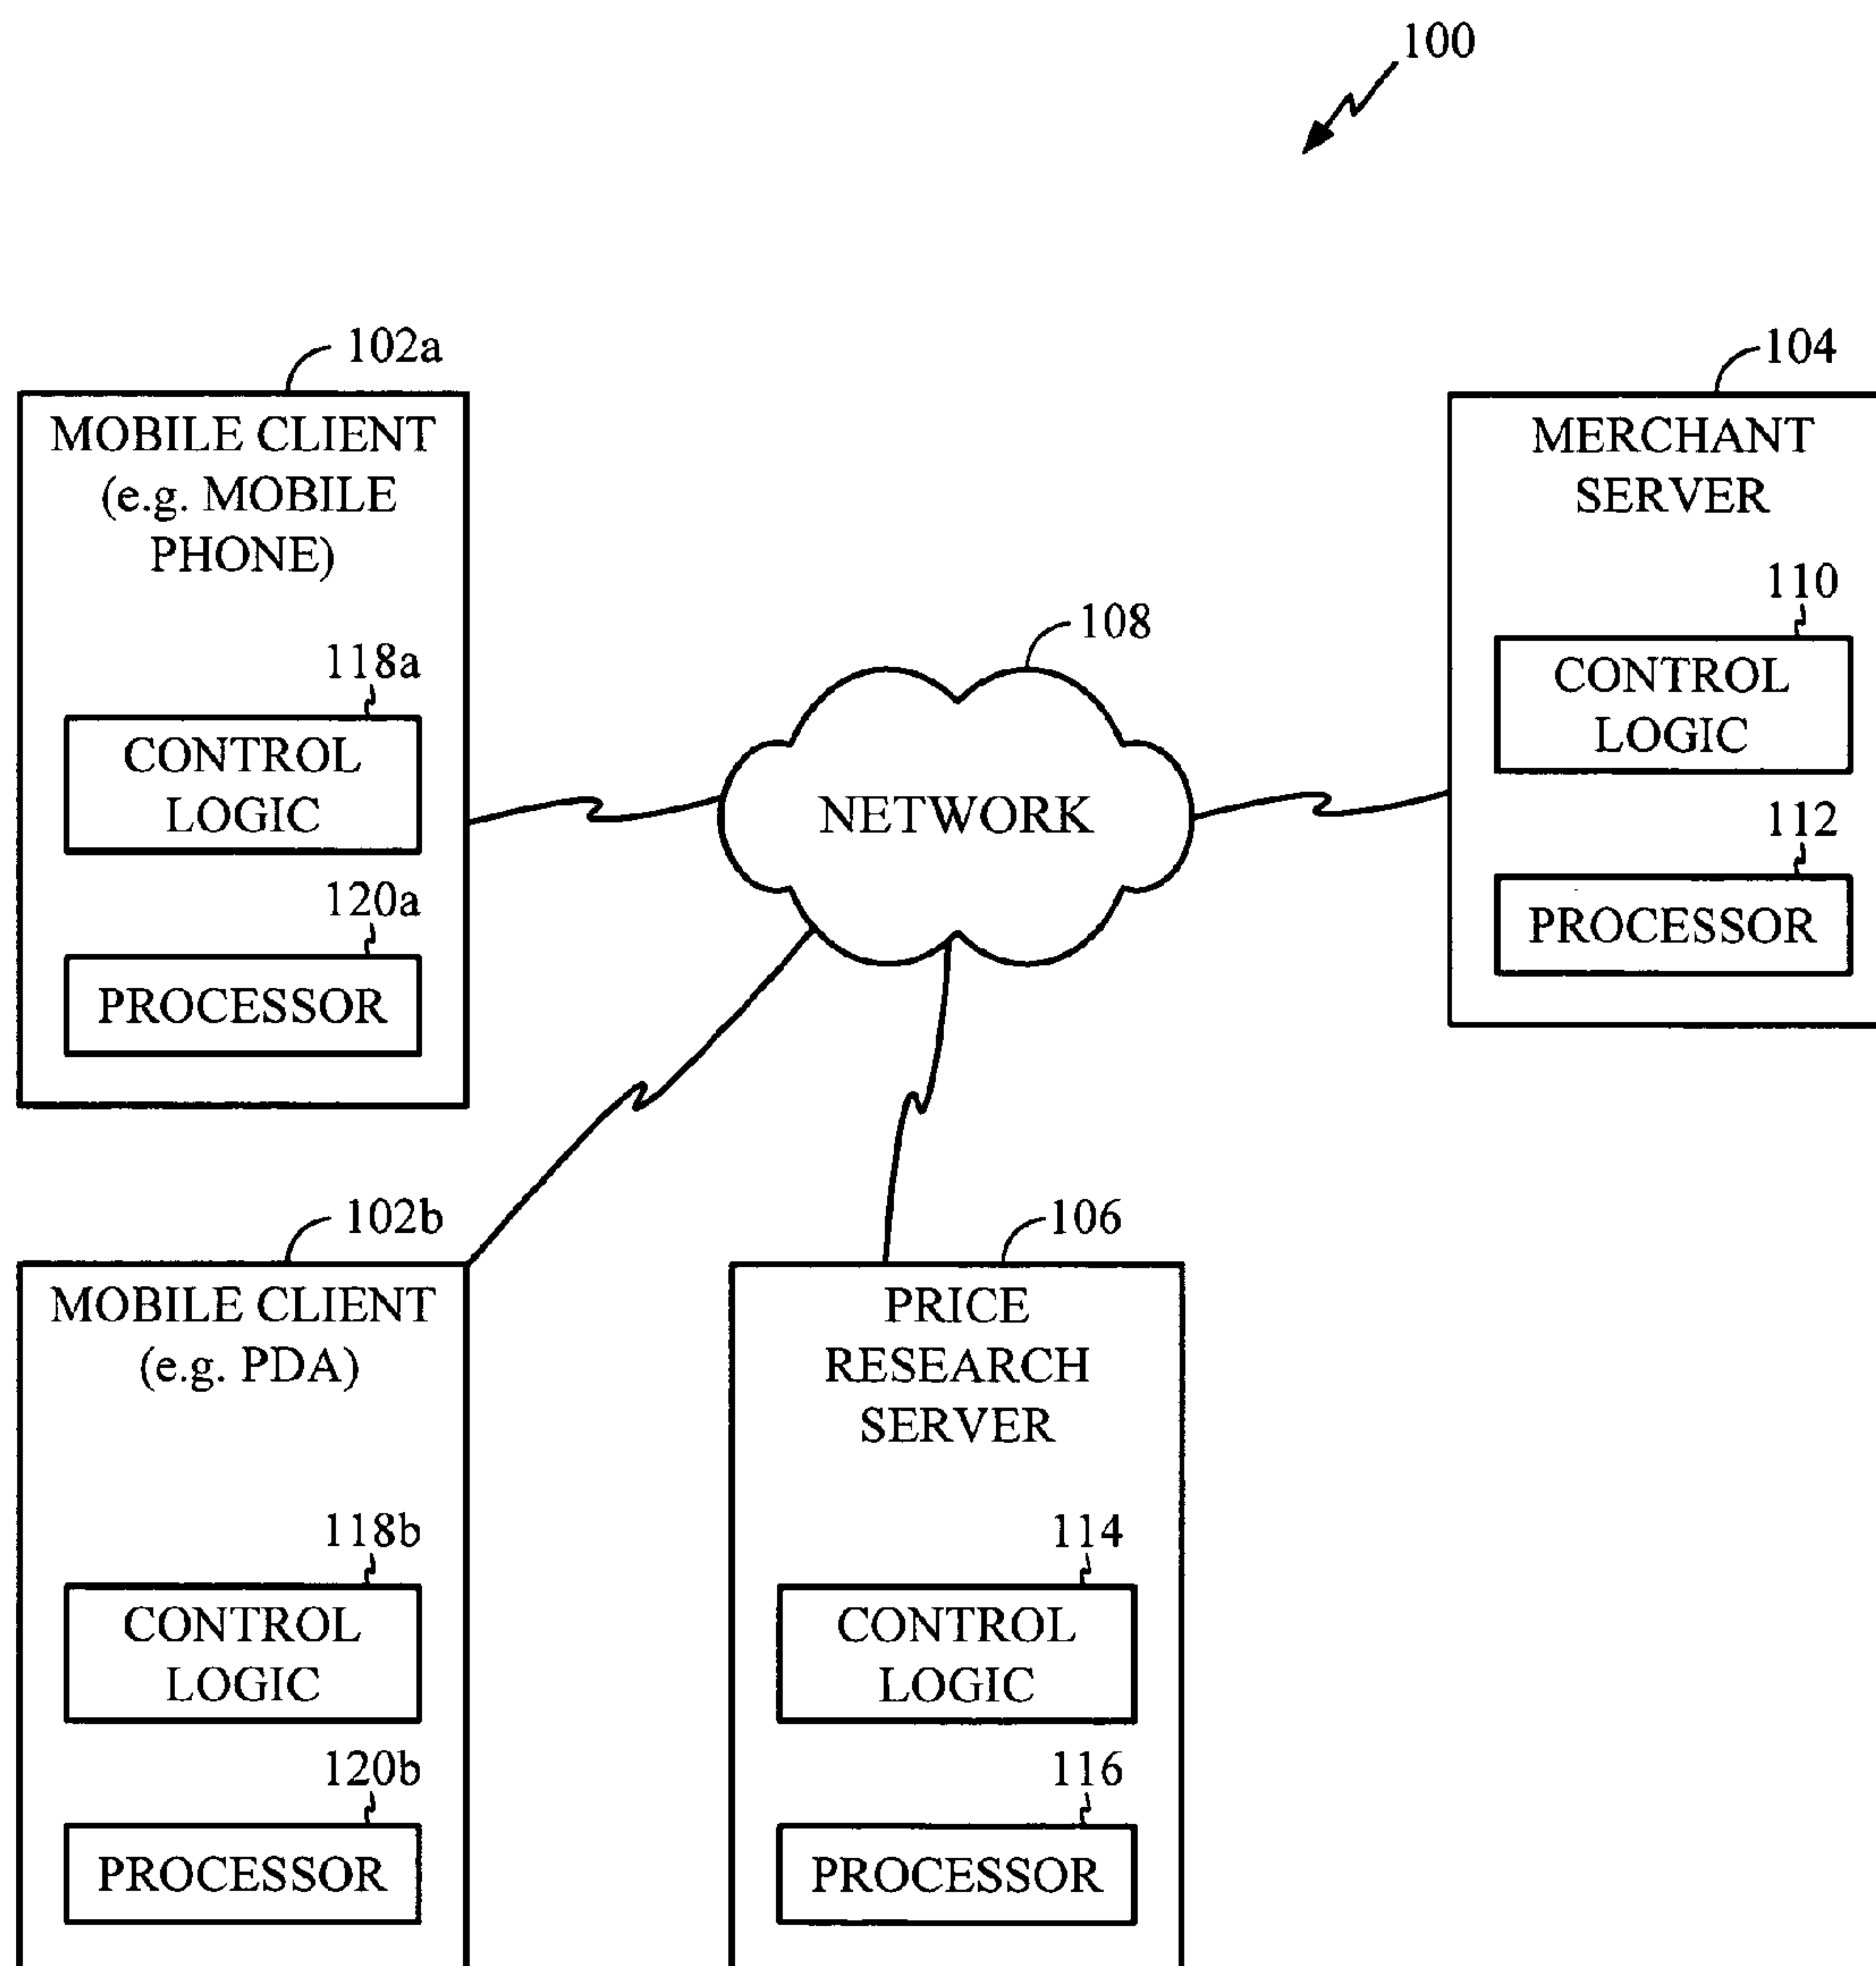 100
102a
MOBILE CLIENT
(e.g. MOBILE
PHONE)
118a
CONTROL
LOGIC
120a
PROCESSOR
108
NETWORK
104
MERCHANT
SERVER
110
CONTROL
LOGIC
112
PROCESSOR
102b
MOBILE CLIENT
(e.g. PDA)
118b
CONTROL
LOGIC
120b
PROCESSOR
106
PRICE
RESEARCH
SERVER
114
CONTROL
LOGIC
116
PROCESSOR